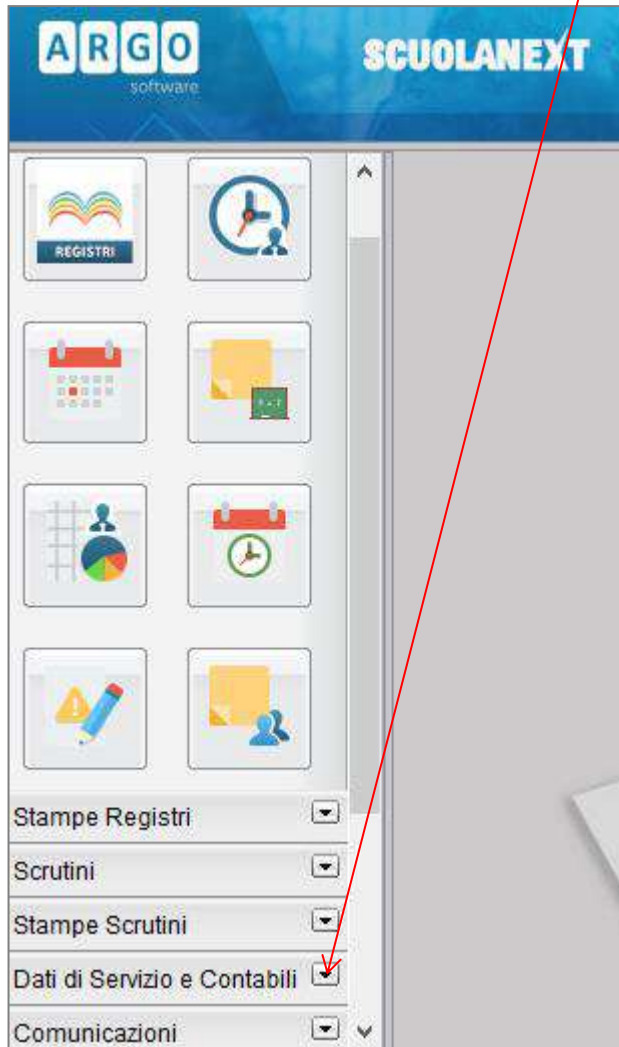 ARGO
software
SCUOLANEXT
REGISTRI
Stampe Registri
Scrutini
Stampe Scrutini
Dati di Servizio e Contabili
Comunicazioni